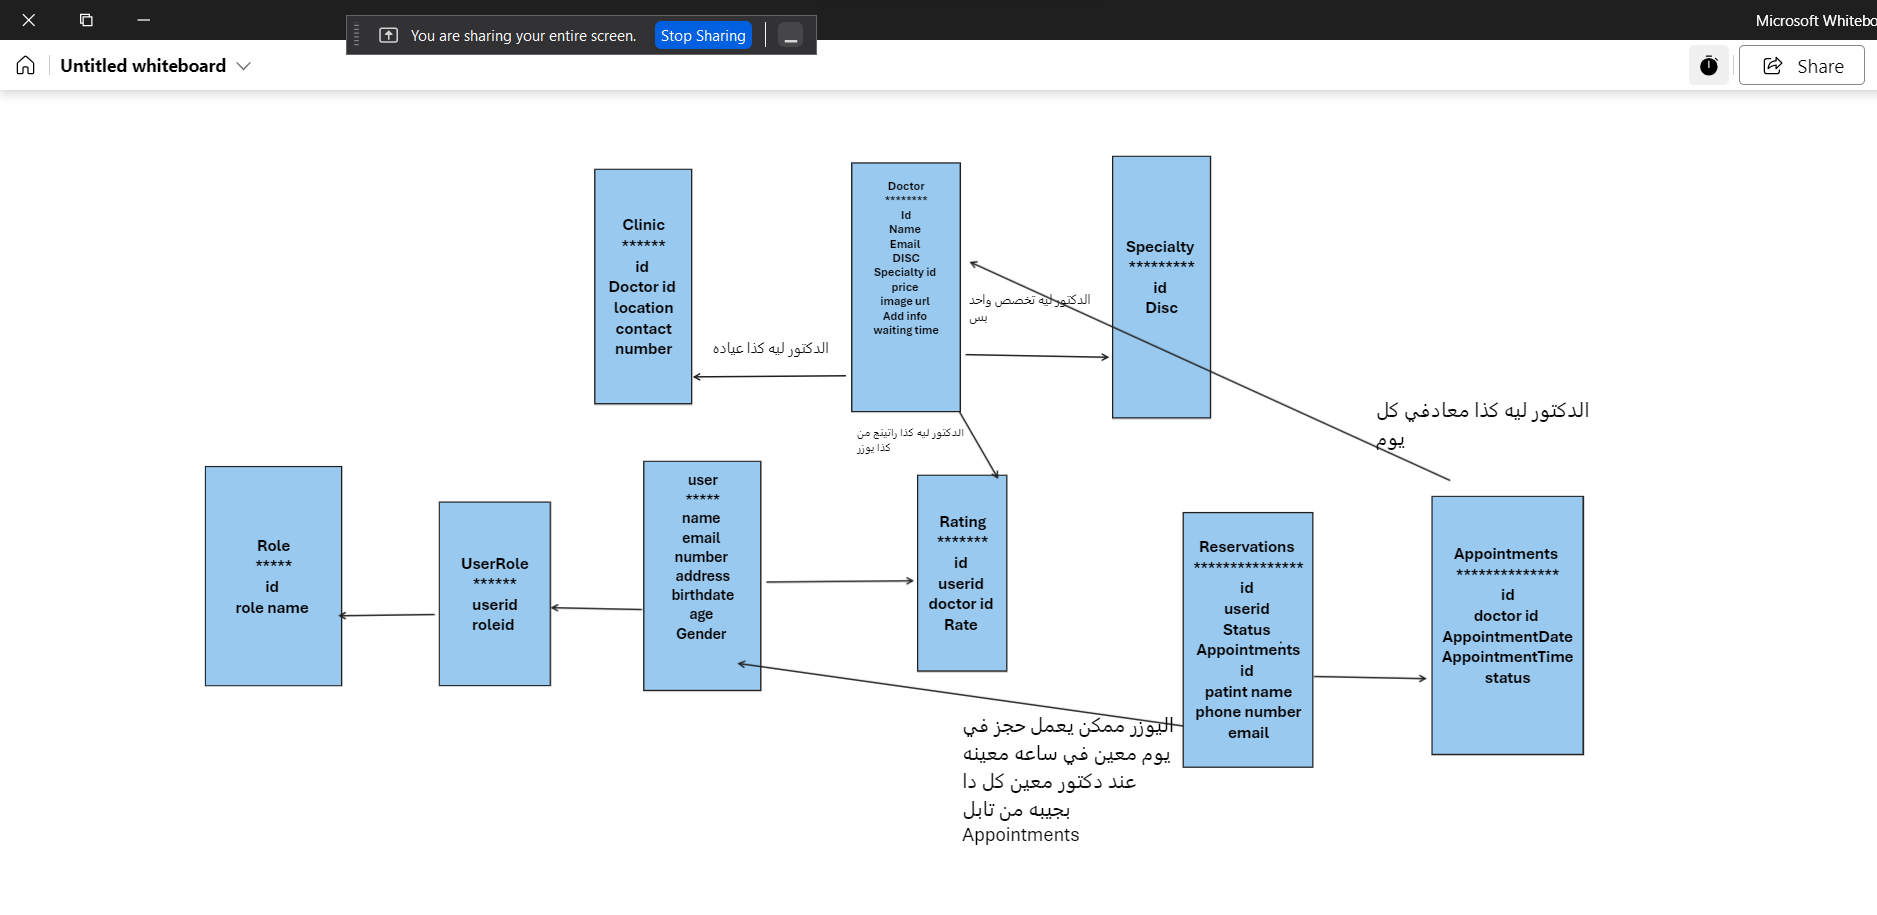 Microsoft Whitebo
You are sharing your entire screen.
Stop Sharing
Untitled whiteboard
Share
Clinic
******
id
Doctor id
location
contact
number
الدكتور ليه كذا عياده
Doctor
********
Id
Name
Email
DISC
Specialty id
price
image url
Add info
waiting time
الدكتور ليه تخصص واحد
بس
Specialty
*********
id
Disc
الدكتور ليه كذا معادفي كل
يوم
الدكتور ليه كذا راتينج من
كذا يوزر
Role
*****
id
role name
UserRole
******
userid
roleid
user
*****
name
email
number
address
birthdate
age
Gender
Rating
*******
id
userid
doctor id
Rate
Reservations
***************
id
userid
Status
Appointments
id
patint name
phone number
email
Appointments
**************
id
doctor id
AppointmentDate
AppointmentTime
status
اليوزر ممكن يعمل حجز في
يوم معين في ساعه معينه
عند دكتور معين كل دا
بجيبه من تابل
Appointments